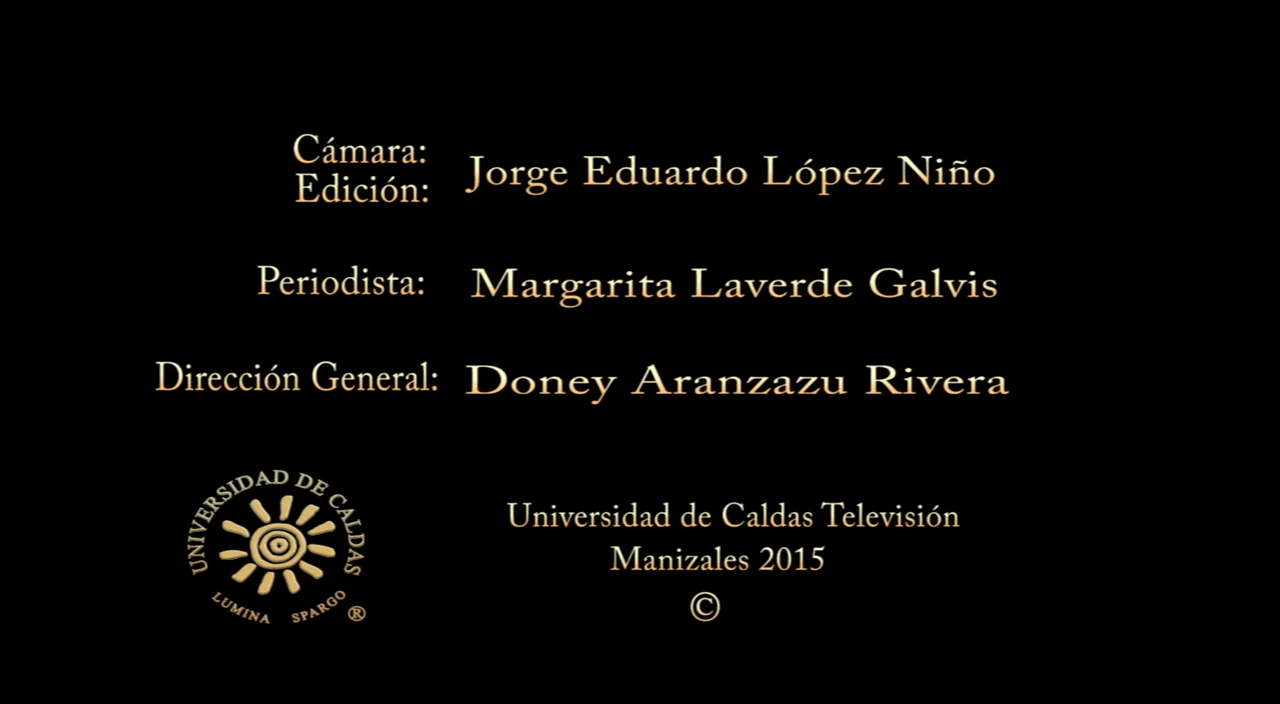 Cámara:
Edición:
Jorge Eduardo López Niño
Periodista: Margarita Laverde Galvis
Dirección General: Doney Aranzazu Rivera
UNIVERSIDAD DE CALDAS
LUMINA SPARGO ®
Universidad de Caldas Televisión
Manizales 2015
©